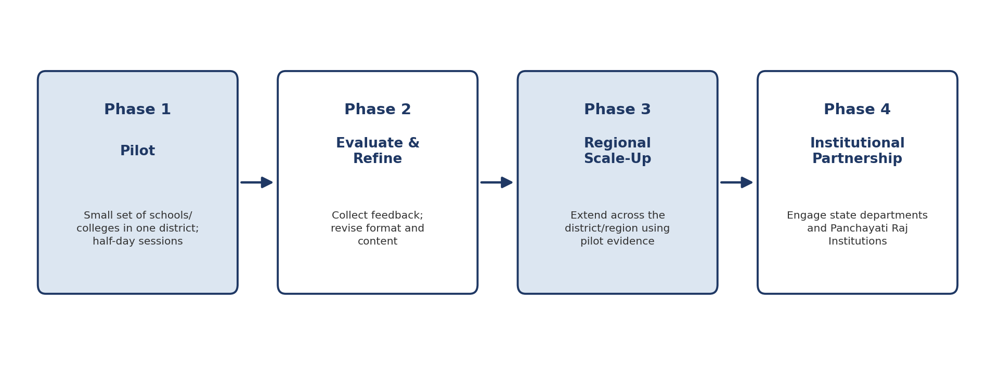 Phase 1
Pilot
Small set of schools/
colleges in one district;
half-day sessions
Phase 2
Evaluate &
Refine
Collect feedback;
revise format and
content
Phase 3
Regional
Scale-Up
Extend across the
district/region using
pilot evidence
Phase 4
Institutional
Partnership
Engage state departments
and Panchayati Raj
Institutions